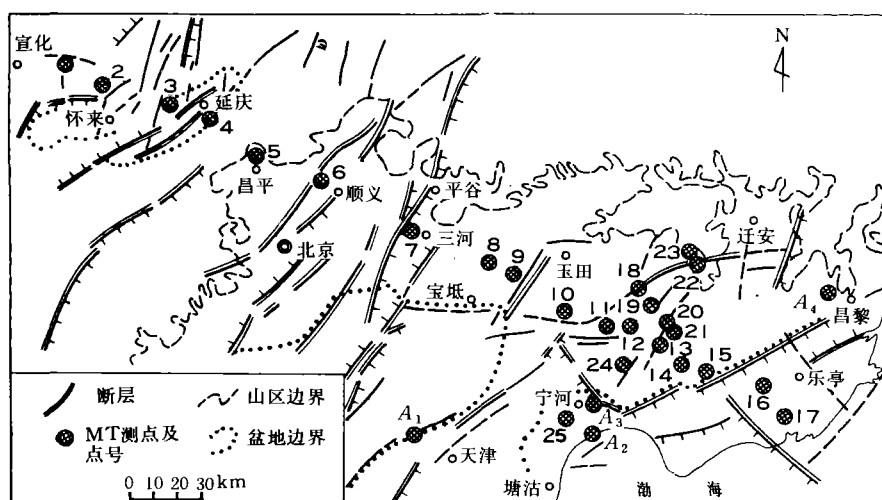 宣化
N
2
3
延庆
怀来
4
5
昌平
6
顺义
平谷
7
三河
北京
8
9
玉田
迁安
23
18
22
宝坻
10
11
19
20
21
A4
昌黎
12
13
14
15
24
乐亭
16
17
宁河
A3
25
A2
A1
天津
塘沽
渤海
断层
山区边界
MT测点及点号
盆地边界
0 10 20 30km